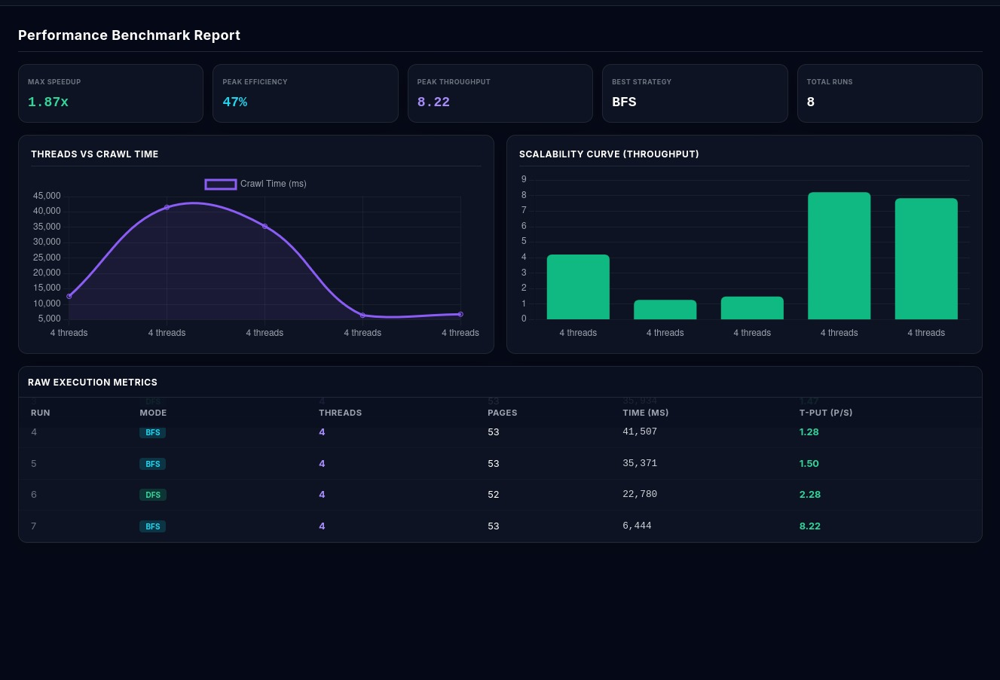 Performance Benchmark Report
MAX SPEEDUP
1.87x
PEAK EFFICIENCY
47%
PEAK THROUGHPUT
8.22
BEST STRATEGY
BFS
TOTAL RUNS
8
THREADS VS CRAWL TIME
Crawl Time (ms)
45,000
40,000
35,000
30,000
25,000
20,000
15,000
10,000
5,000
4 threads 4 threads 4 threads 4 threads 4 threads
SCALABILITY CURVE (THROUGHPUT)
9
8
7
6
5
4
3
2
1
0
4 threads 4 threads 4 threads 4 threads 4 threads
RAW EXECUTION METRICS
3 DFS 4 53 35,934 1.47
RUN MODE THREADS PAGES TIME (MS) T-PUT (P/S)
4 BFS 4 53 41,507 1.28
5 BFS 4 53 35,371 1.50
6 DFS 4 52 22,780 2.28
7 BFS 4 53 6,444 8.22